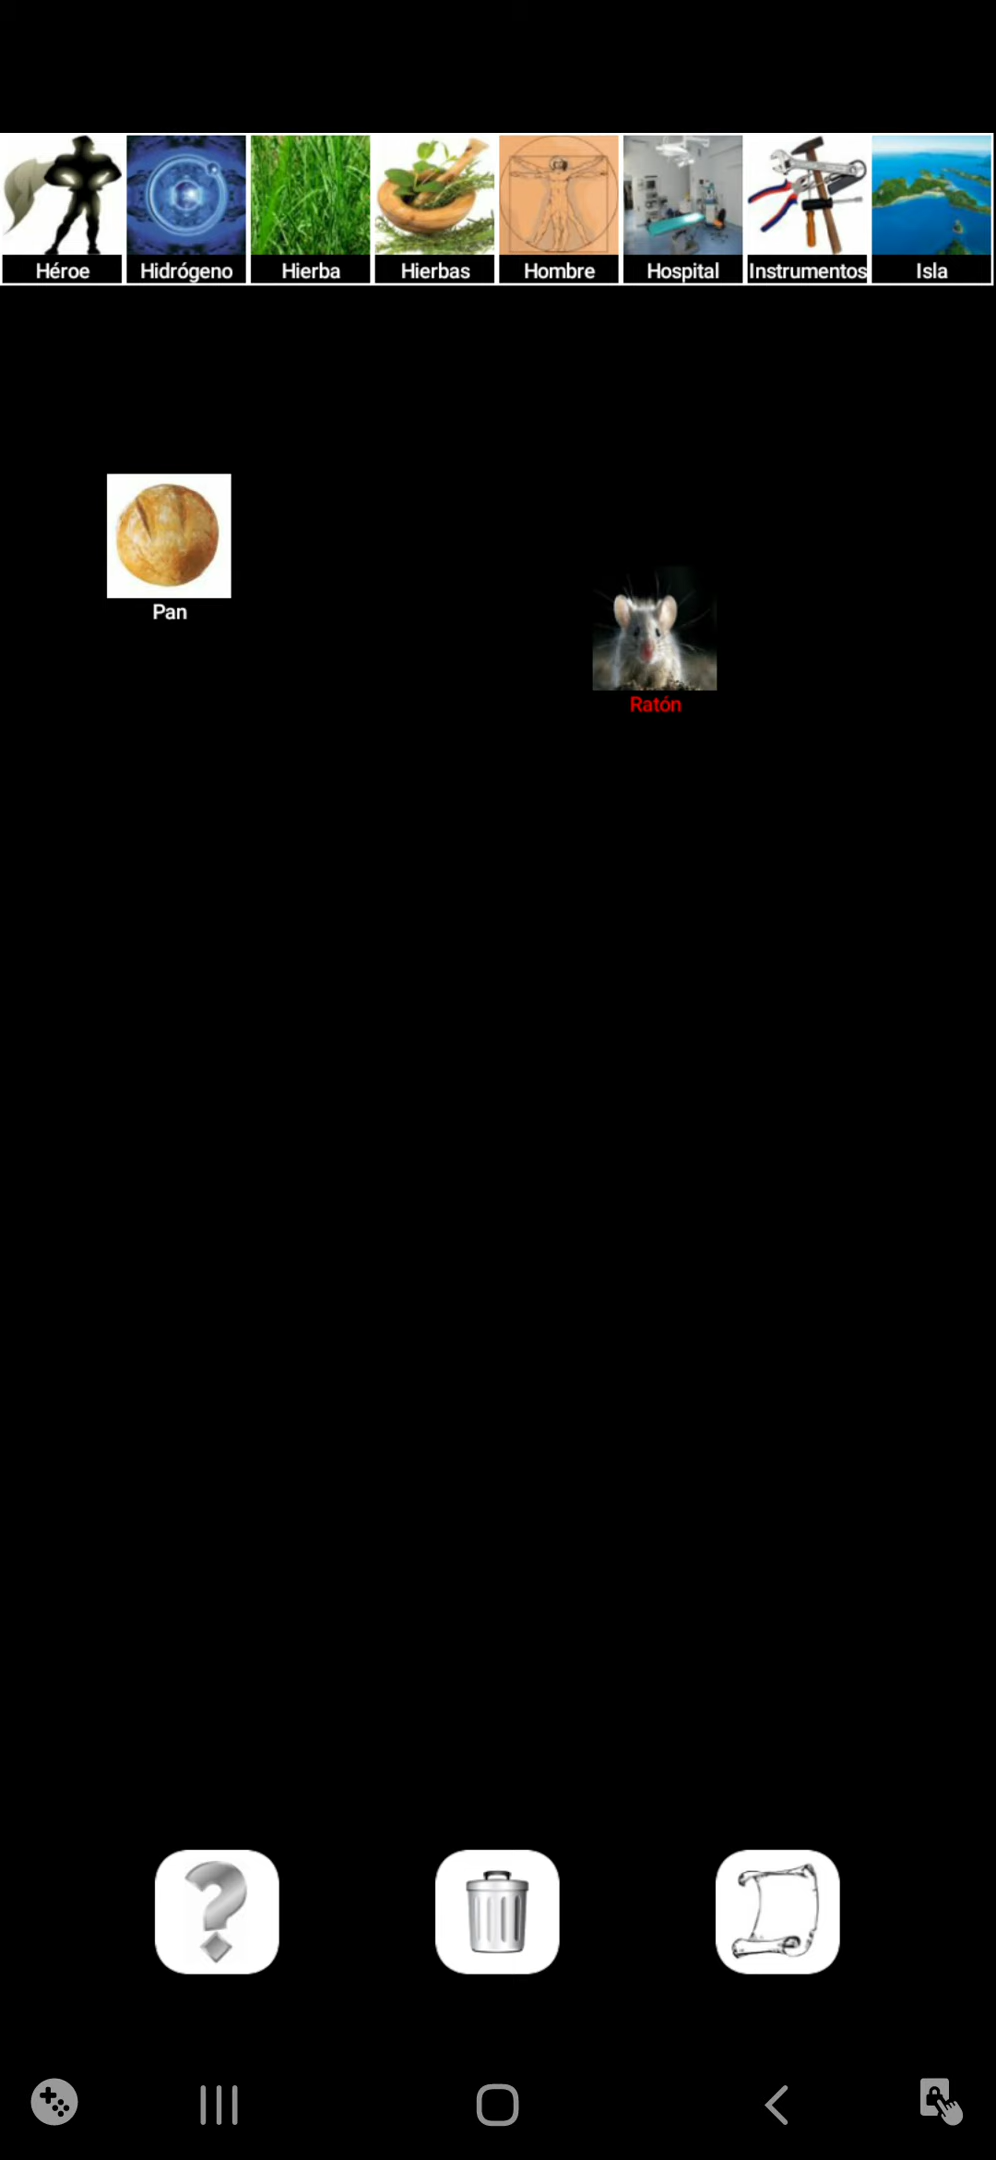 Héroe
Hidrógeno
Hierba
Hierbas
Hombre
Hospital
Instrumentos
Isla
Pan
Ratón